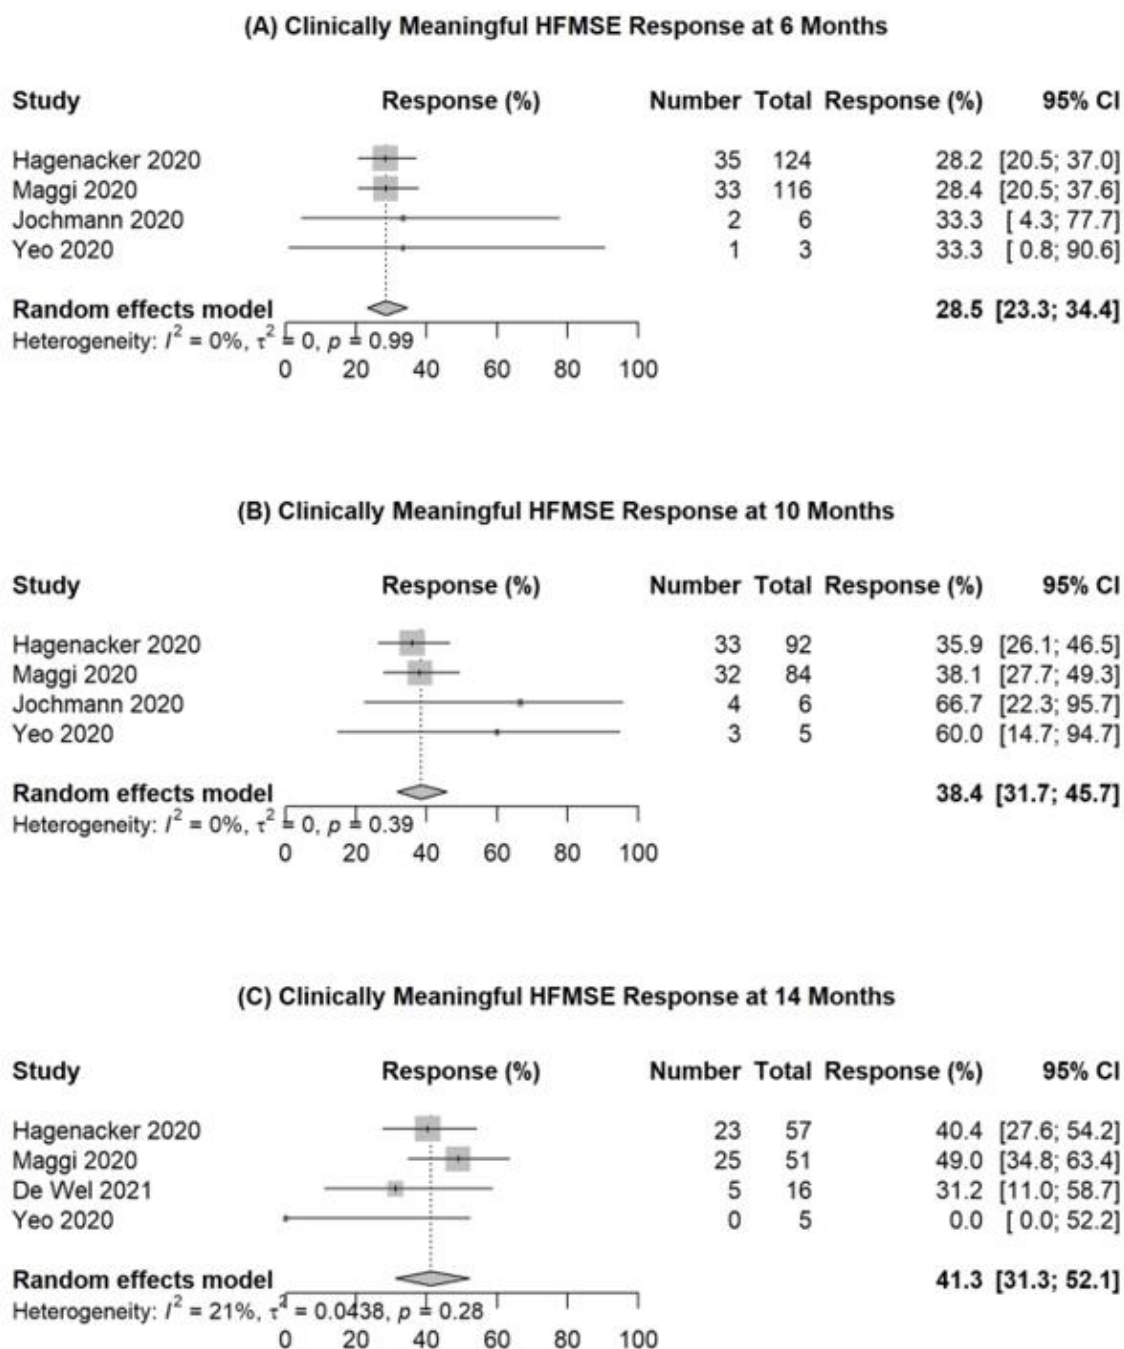 (A) Clinically Meaningful HFMSE Response at 6 Months
Study Response (%) Number Total Response (%) 95% CI
Hagenacker 2020 35 124 28.2 [20.5; 37.0]
Maggi 2020 33 116 28.4 [20.5; 37.6]
Jochmann 2020 2 6 33.3 [ 4.3; 77.7]
Yeo 2020 1 3 33.3 [ 0.8; 90.6]
Random effects model 28.5 [23.3; 34.4]
Heterogeneity: I² = 0%, τ² = 0, p = 0.99
0 20 40 60 80 100
(B) Clinically Meaningful HFMSE Response at 10 Months
Study Response (%) Number Total Response (%) 95% CI
Hagenacker 2020 33 92 35.9 [26.1; 46.5]
Maggi 2020 32 84 38.1 [27.7; 49.3]
Jochmann 2020 4 6 66.7 [22.3; 95.7]
Yeo 2020 3 5 60.0 [14.7; 94.7]
Random effects model 38.4 [31.7; 45.7]
Heterogeneity: I² = 0%, τ² = 0, p = 0.39
0 20 40 60 80 100
(C) Clinically Meaningful HFMSE Response at 14 Months
Study Response (%) Number Total Response (%) 95% CI
Hagenacker 2020 23 57 40.4 [27.6; 54.2]
Maggi 2020 25 51 49.0 [34.8; 63.4]
De Wel 2021 5 16 31.2 [11.0; 58.7]
Yeo 2020 0 5 0.0 [ 0.0; 52.2]
Random effects model 41.3 [31.3; 52.1]
Heterogeneity: I² = 21%, τ² = 0.0438, p = 0.28
0 20 40 60 80 100